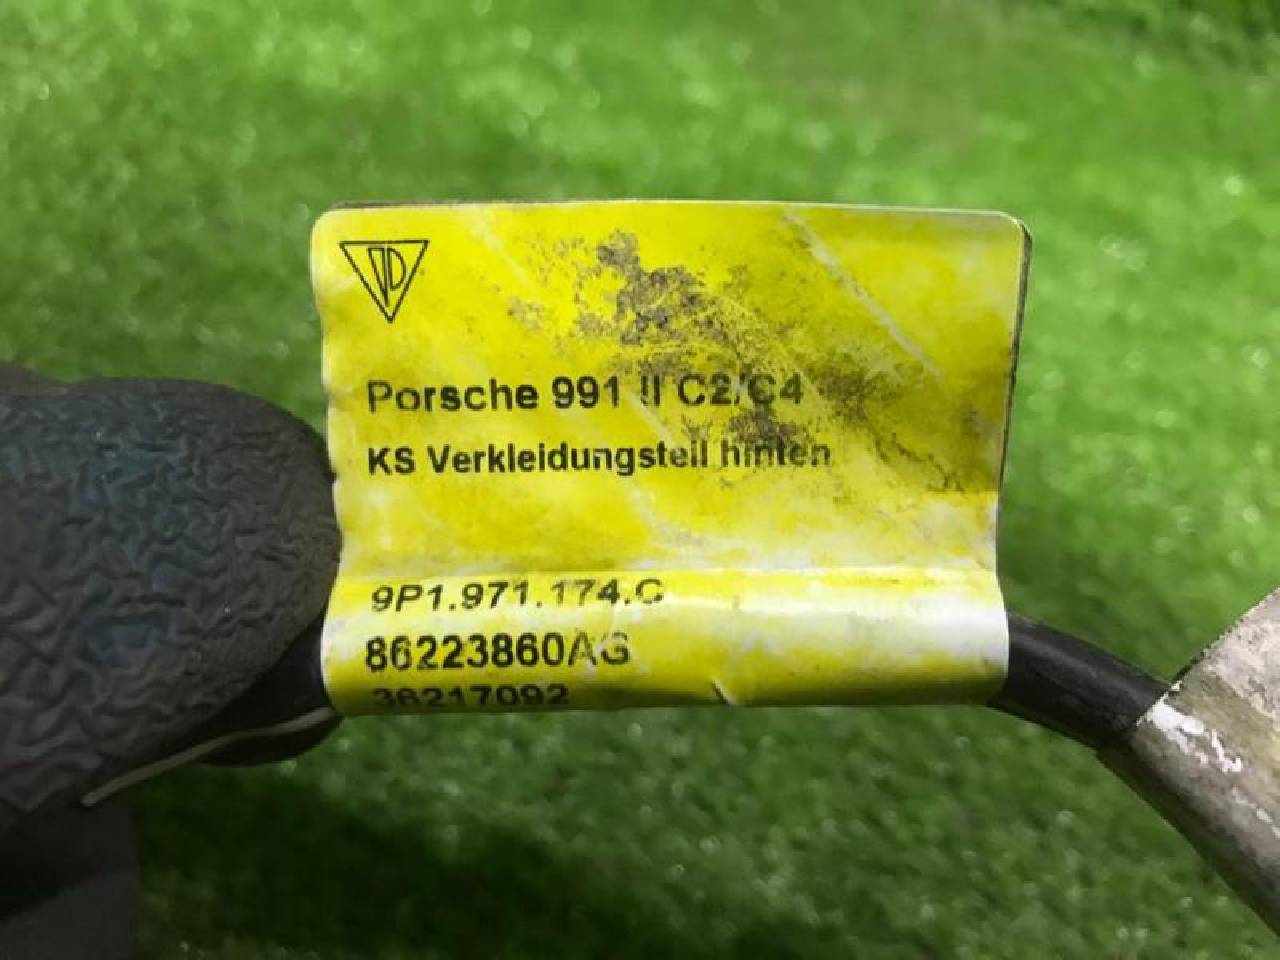 Porsche 991 II C2/C4
KS Verkleidungsteil hinten
9P1.971.174.C
86223860AG
36217092